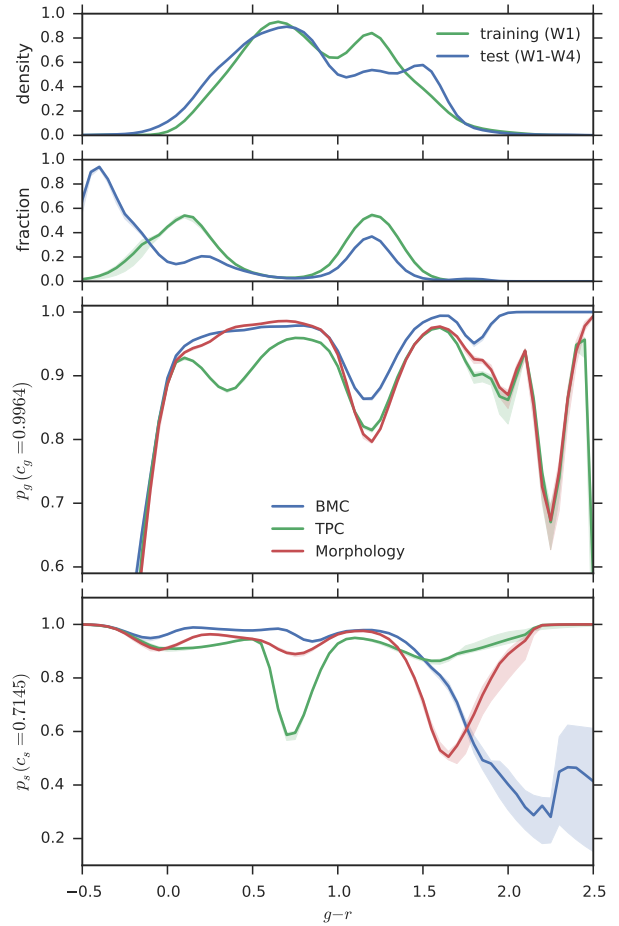 1.0
0.8
0.6
0.4
0.2
0.0
density
training (W1)
test (W1-W4)
1.0
0.8
0.6
0.4
0.2
0.0
fraction
1.0
0.9
0.8
0.7
0.6
p_g (c_g =0.9964)
BMC
TPC
Morphology
1.0
0.8
0.6
0.4
0.2
p_s (c_s =0.7145)
−0.5 0.0 0.5 1.0 1.5 2.0 2.5
g−r